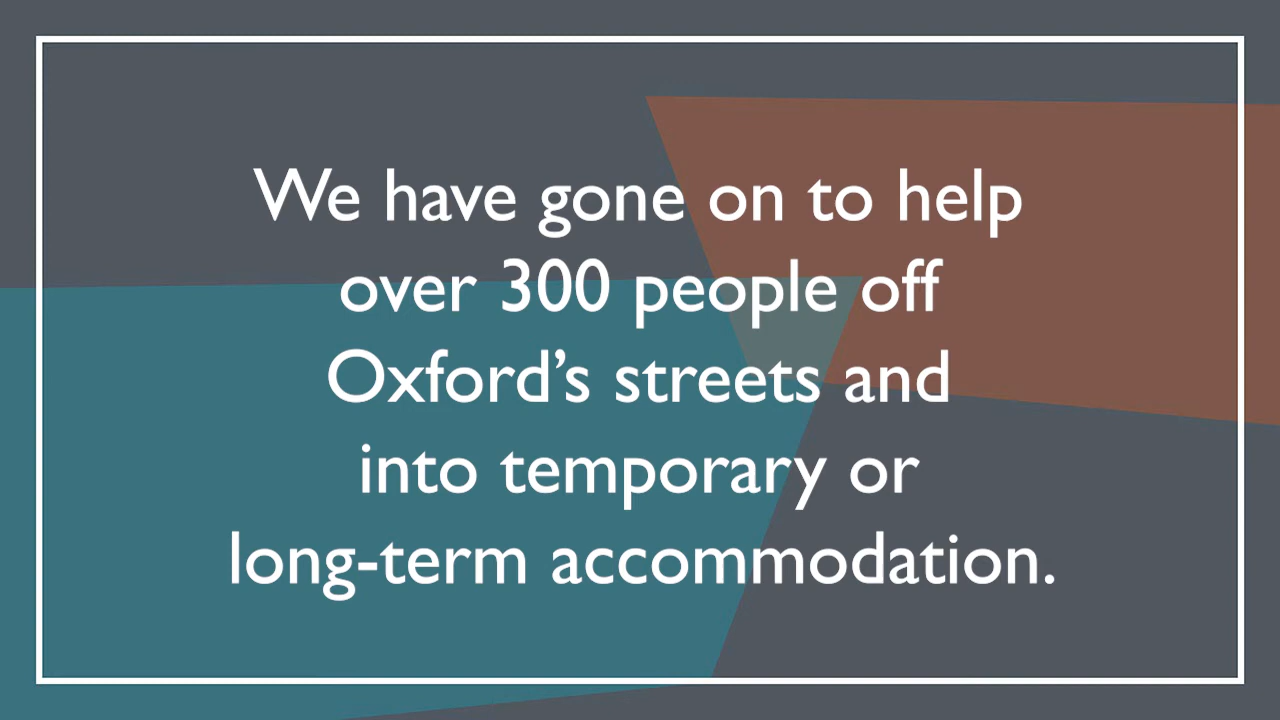 We have gone on to help
over 300 people off
Oxford’s streets and
into temporary or
long-term accommodation.